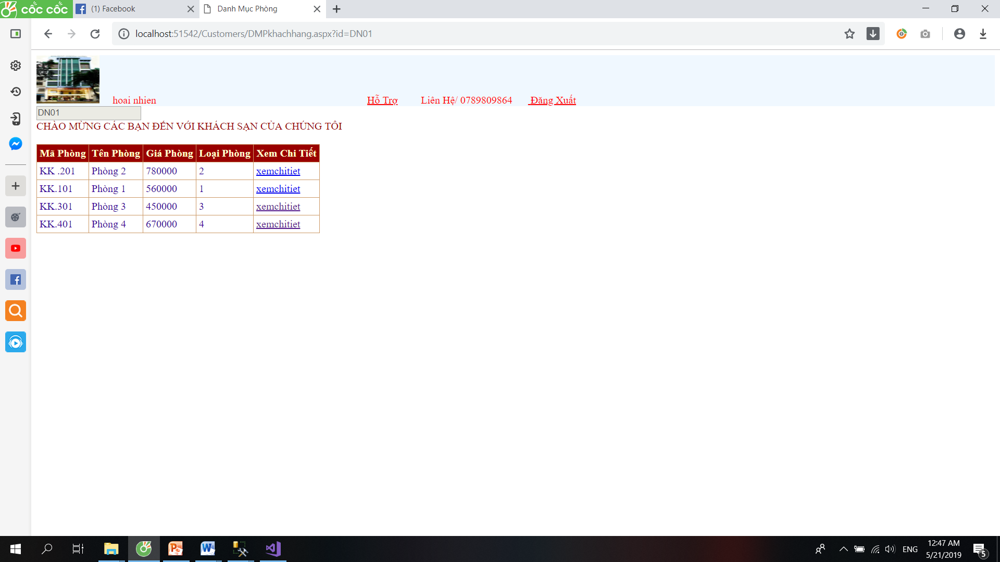 cốc cốc
(1) Facebook
Danh Mục Phòng
localhost:51542/Customers/DMPkhachhang.aspx?id=DN01
hoai nhien
Hỗ Trợ
Liên Hệ/ 0789809864
Đăng Xuất
DN01
CHÀO MỪNG CÁC BẠN ĐẾN VỚI KHÁCH SẠN CỦA CHÚNG TÔI
Mã Phòng Tên Phòng Giá Phòng Loại Phòng Xem Chi Tiết
KK .201 Phòng 2 780000 2 xemchitiet
KK.101 Phòng 1 560000 1 xemchitiet
KK.301 Phòng 3 450000 3 xemchitiet
KK.401 Phòng 4 670000 4 xemchitiet
ENG
12:47 AM
5/21/2019
5